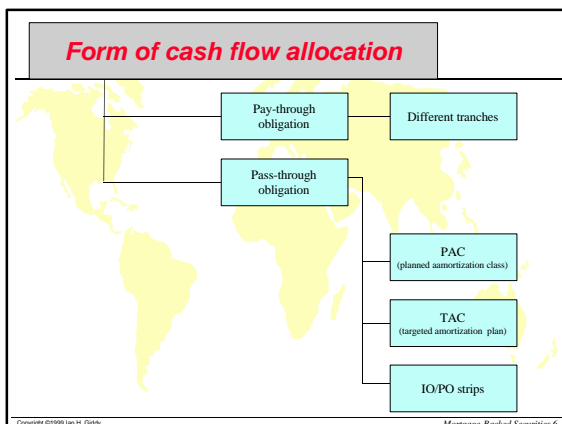 Form of cash flow allocation
Pay-through
obligation
Different tranches
Pass-through
obligation
PAC
(planned aamortization class)
TAC
(targeted amortization plan)
IO/PO strips
Copyright ©1999 Ian H. Giddy
Mortgage-Backed Securities 6